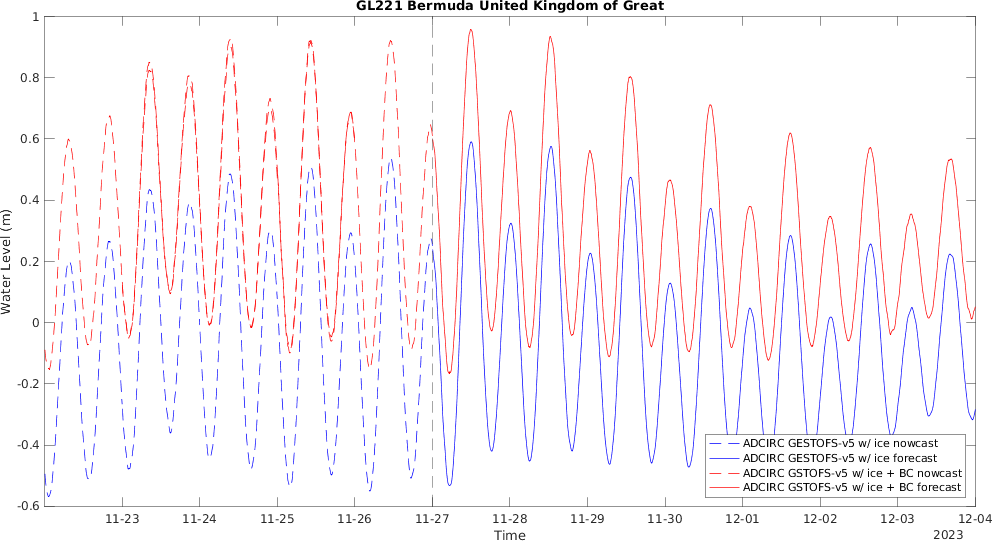 GL221 Bermuda United Kingdom of Great
Water Level (m)
1
0.8
0.6
0.4
0.2
0
-0.2
-0.4
-0.6
ADCIRC GESTOFS-v5 w/ ice nowcast
ADCIRC GESTOFS-v5 w/ ice forecast
ADCIRC GSTOFS-v5 w/ ice + BC nowcast
ADCIRC GSTOFS-v5 w/ ice + BC forecast
11-23 11-24 11-25 11-26 11-27 11-28 11-29 11-30 12-01 12-02 12-03 12-04
Time
2023